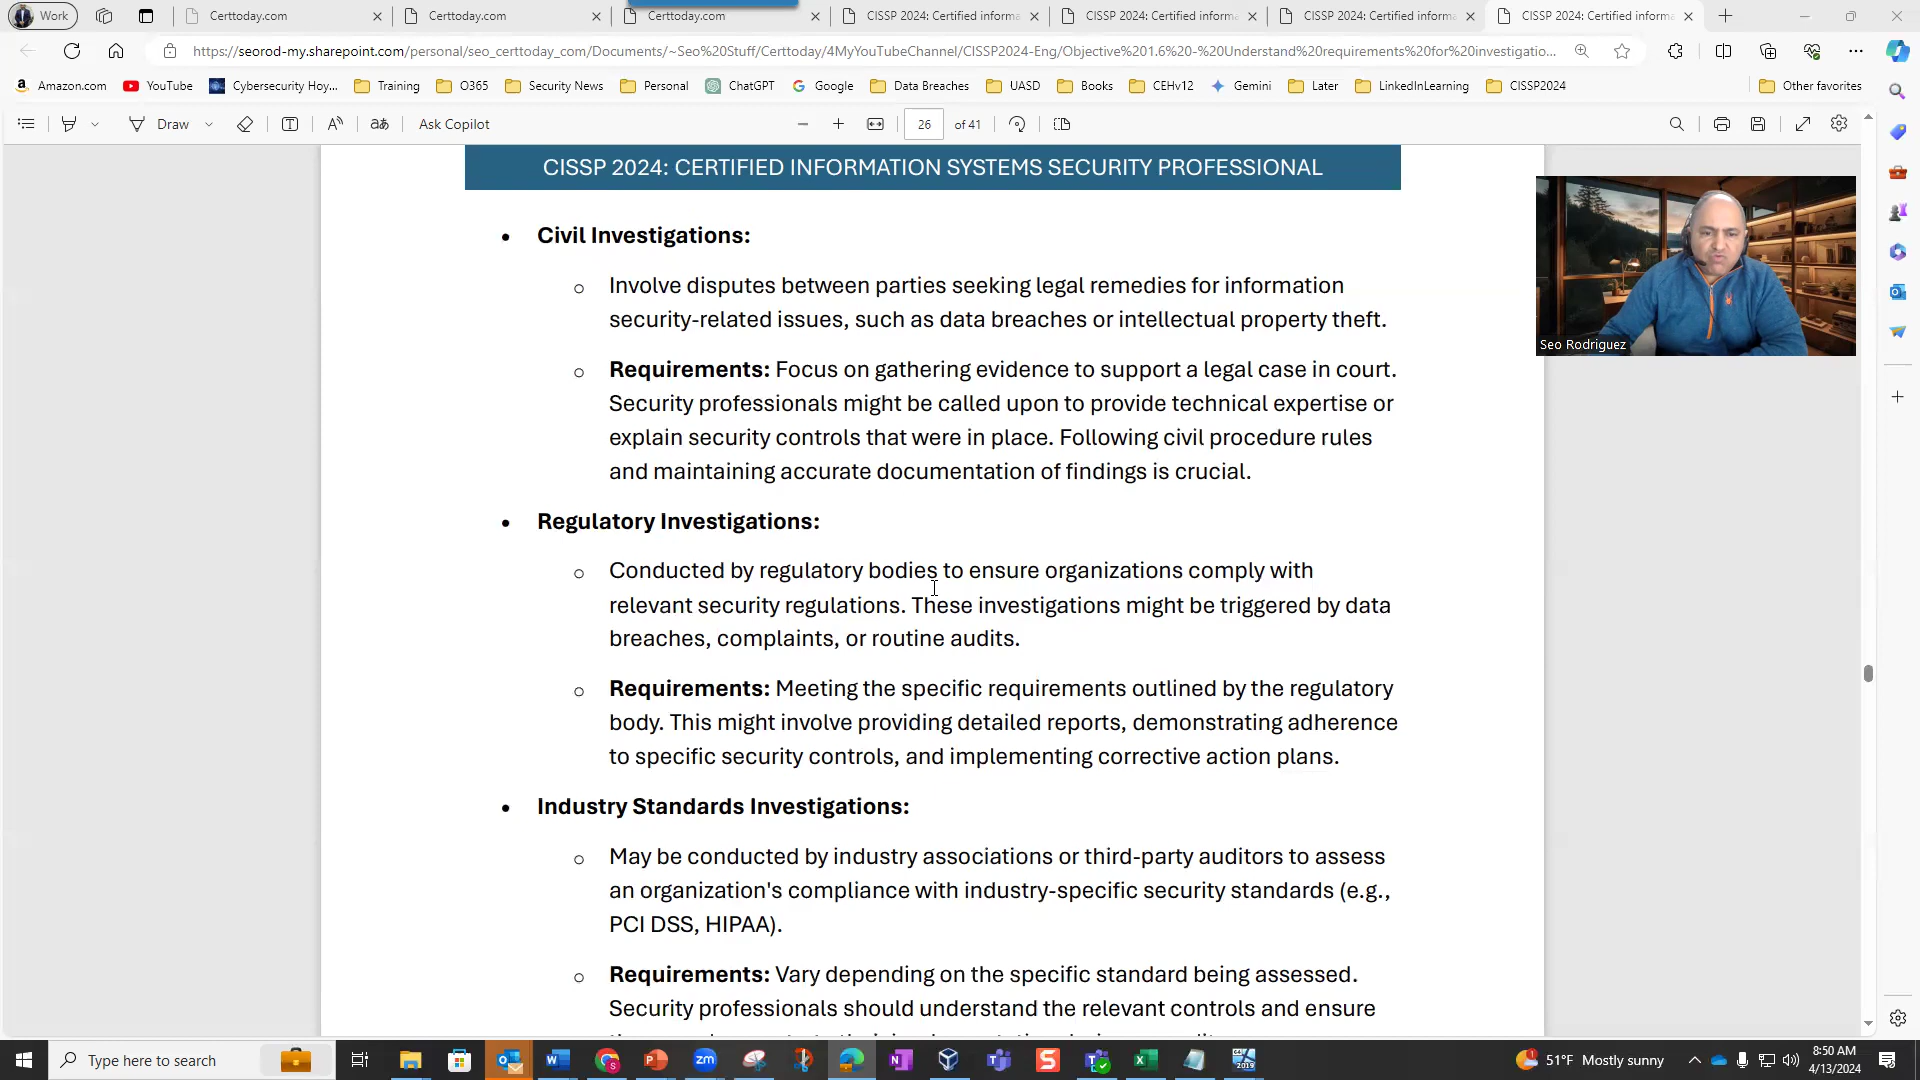 Work
Certtoday.com
Certtoday.com
Certtoday.com
CISSP 2024: Certified informa
CISSP 2024: Certified inform
CISSP 2024: Certified informa
CISSP 2024: Certified informa
https://seorod-my.sharepoint.com/personal/seo_certtoday_com/Documents/~Seo%20Stuff/Certtoday/4MyYouTubeChannel/CISSP2024-Eng/Objective%201.6%20-%20Understand%20requirements%20for%20investigatio...
Amazon.com
YouTube
Cybersecurity Hoy...
Training
O365
Security News
Personal
ChatGPT
Google
Data Breaches
UASD
Books
CEHv12
Gemini
Later
LinkedInLearning
CISSP2024
Other favorites
Draw
Ask Copilot
26 of 41
CISSP 2024: CERTIFIED INFORMATION SYSTEMS SECURITY PROFESSIONAL
• Civil Investigations:
o Involve disputes between parties seeking legal remedies for information
security-related issues, such as data breaches or intellectual property theft.
o Requirements: Focus on gathering evidence to support a legal case in court.
Security professionals might be called upon to provide technical expertise or
explain security controls that were in place. Following civil procedure rules
and maintaining accurate documentation of findings is crucial.
• Regulatory Investigations:
o Conducted by regulatory bodies to ensure organizations comply with
relevant security regulations. These investigations might be triggered by data
breaches, complaints, or routine audits.
o Requirements: Meeting the specific requirements outlined by the regulatory
body. This might involve providing detailed reports, demonstrating adherence
to specific security controls, and implementing corrective action plans.
• Industry Standards Investigations:
o May be conducted by industry associations or third-party auditors to assess
an organization's compliance with industry-specific security standards (e.g.,
PCI DSS, HIPAA).
o Requirements: Vary depending on the specific standard being assessed.
Security professionals should understand the relevant controls and ensure
Seo Rodriguez
Type here to search
51°F Mostly sunny
8:50 AM
4/13/2024